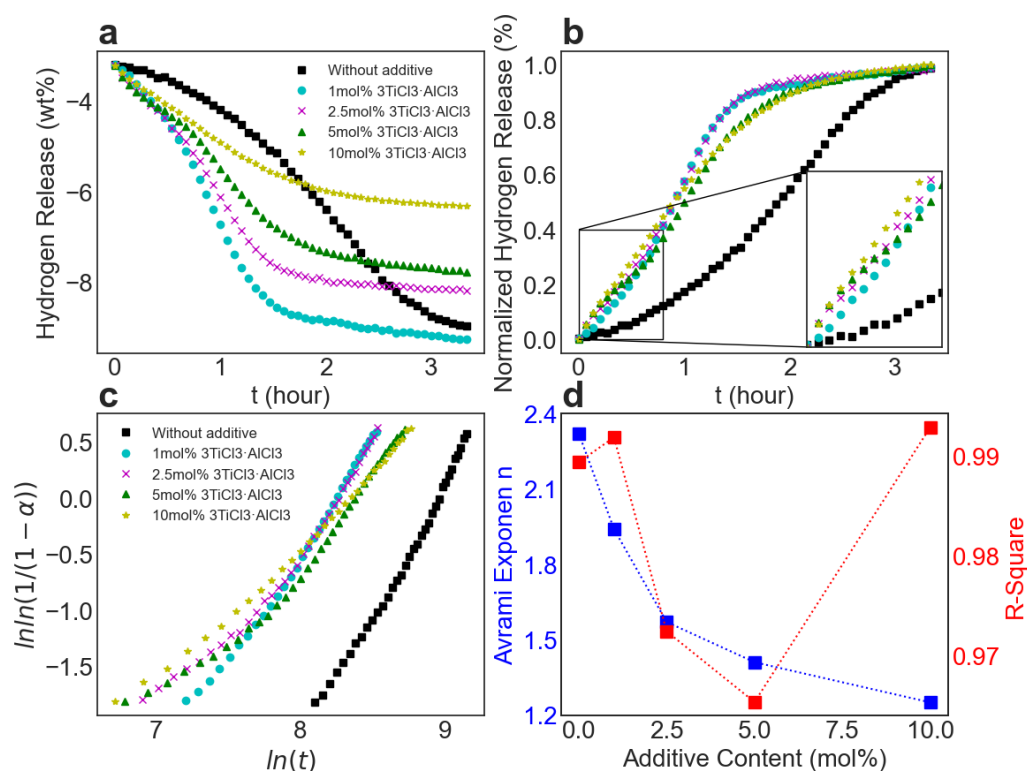 a
Hydrogen Release (wt%)
−4
−6
−8
Without additive
1mol% 3TiCl3·AlCl3
2.5mol% 3TiCl3·AlCl3
5mol% 3TiCl3·AlCl3
10mol% 3TiCl3·AlCl3
0
1
2
3
t (hour)
b
Normalized Hydrogen Release (%)
1.0
0.8
0.6
0.4
0.2
0.0
0
1
2
3
t (hour)
c
lnln(1/(1 − α))
0.5
0.0
−0.5
−1.0
−1.5
Without additive
1mol% 3TiCl3·AlCl3
2.5mol% 3TiCl3·AlCl3
5mol% 3TiCl3·AlCl3
10mol% 3TiCl3·AlCl3
7
8
9
ln(t)
d
Avrami Exponen n
2.4
2.1
1.8
1.5
1.2
0.99
0.98
0.97
R-Square
0.0
2.5
5.0
7.5
10.0
Additive Content (mol%)